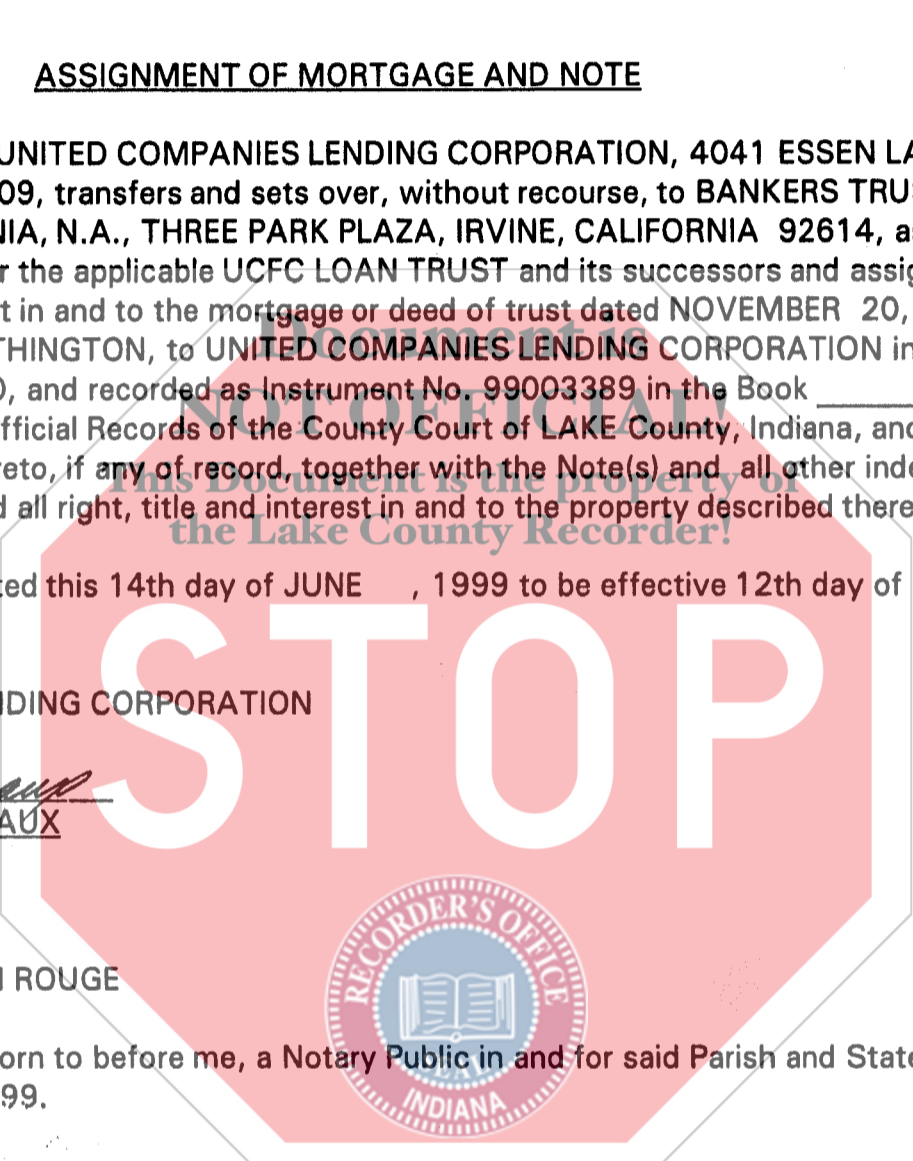 ASSIGNMENT OF MORTGAGE AND NOTE
UNITED COMPANIES LENDING CORPORATION, 4041 ESSEN LA
09, transfers and sets over, without recourse, to BANKERS TRU
NIA, N.A., THREE PARK PLAZA, IRVINE, CALIFORNIA 92614, a
r the applicable UCFC LOAN TRUST and its successors and assig
t in and to the mortgage or deed of trust dated NOVEMBER 20,
Document is
THINGTON, to UNITED COMPANIES LENDING CORPORATION in
), and recorded as Instrument No. 99003389 in the Book
NOT OFFICIAL!
fficial Records of the County Court of LAKE County, Indiana, and
reto, if any of record, together with the Note(s) and all other inde
This Document is the property of
d all right, title and interest in and to the property described there
the Lake County Recorder!
ted this 14th day of JUNE , 1999 to be effective 12th day of
STOP
NDING CORPORATION
AUX
RECORDER'S OFFICE
SEAL
INDIANA
N ROUGE
orn to before me, a Notary Public in and for said Parish and State
99.